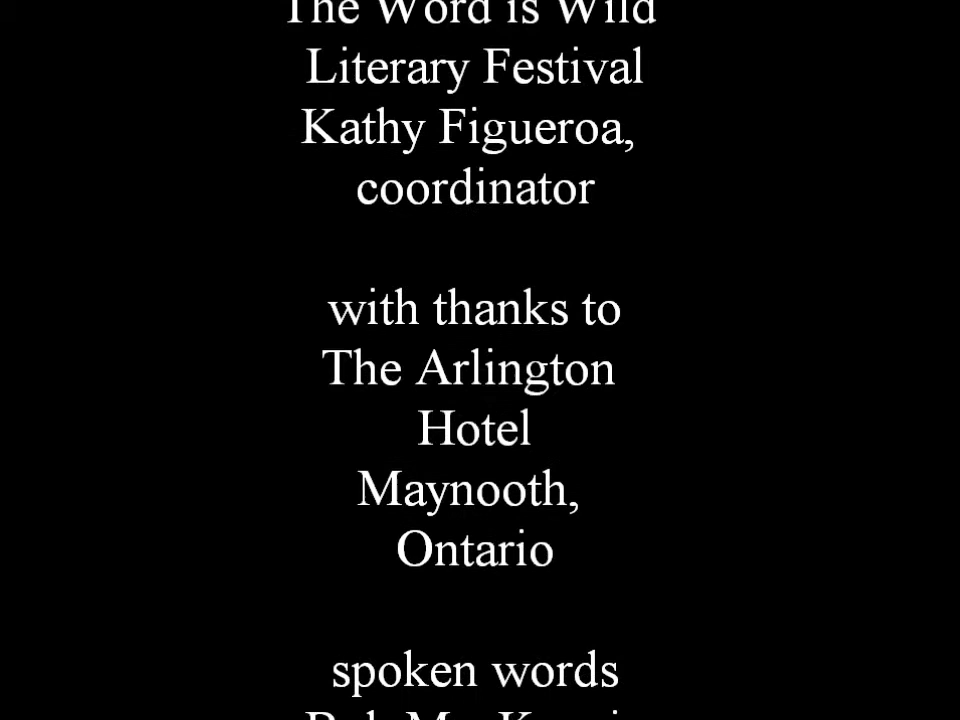 The Word is Wild
Literary Festival
Kathy Figueroa,
coordinator
with thanks to
The Arlington
Hotel
Maynooth,
Ontario
spoken words